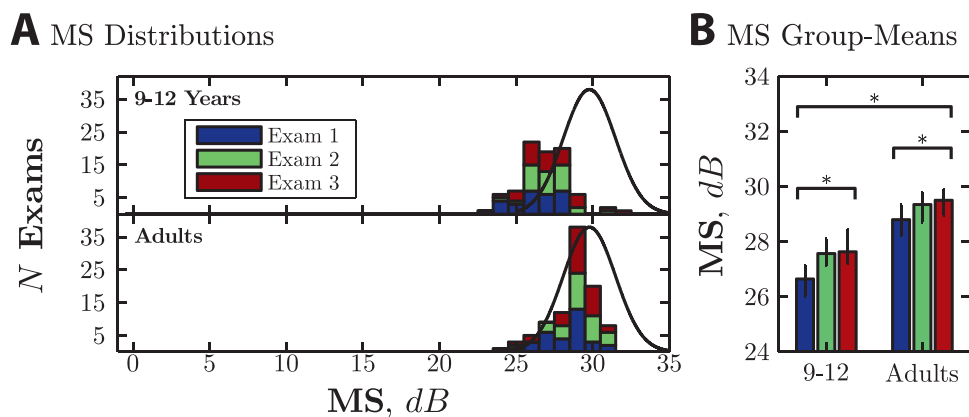 A MS Distributions
9-12 Years
Exam 1
Exam 2
Exam 3
35
25
15
5
Adults
35
25
15
5
N Exams
0 5 10 15 20 25 30 35
MS, dB
B MS Group-Means
*
*
*
34
32
30
28
26
24
MS, dB
9-12 Adults